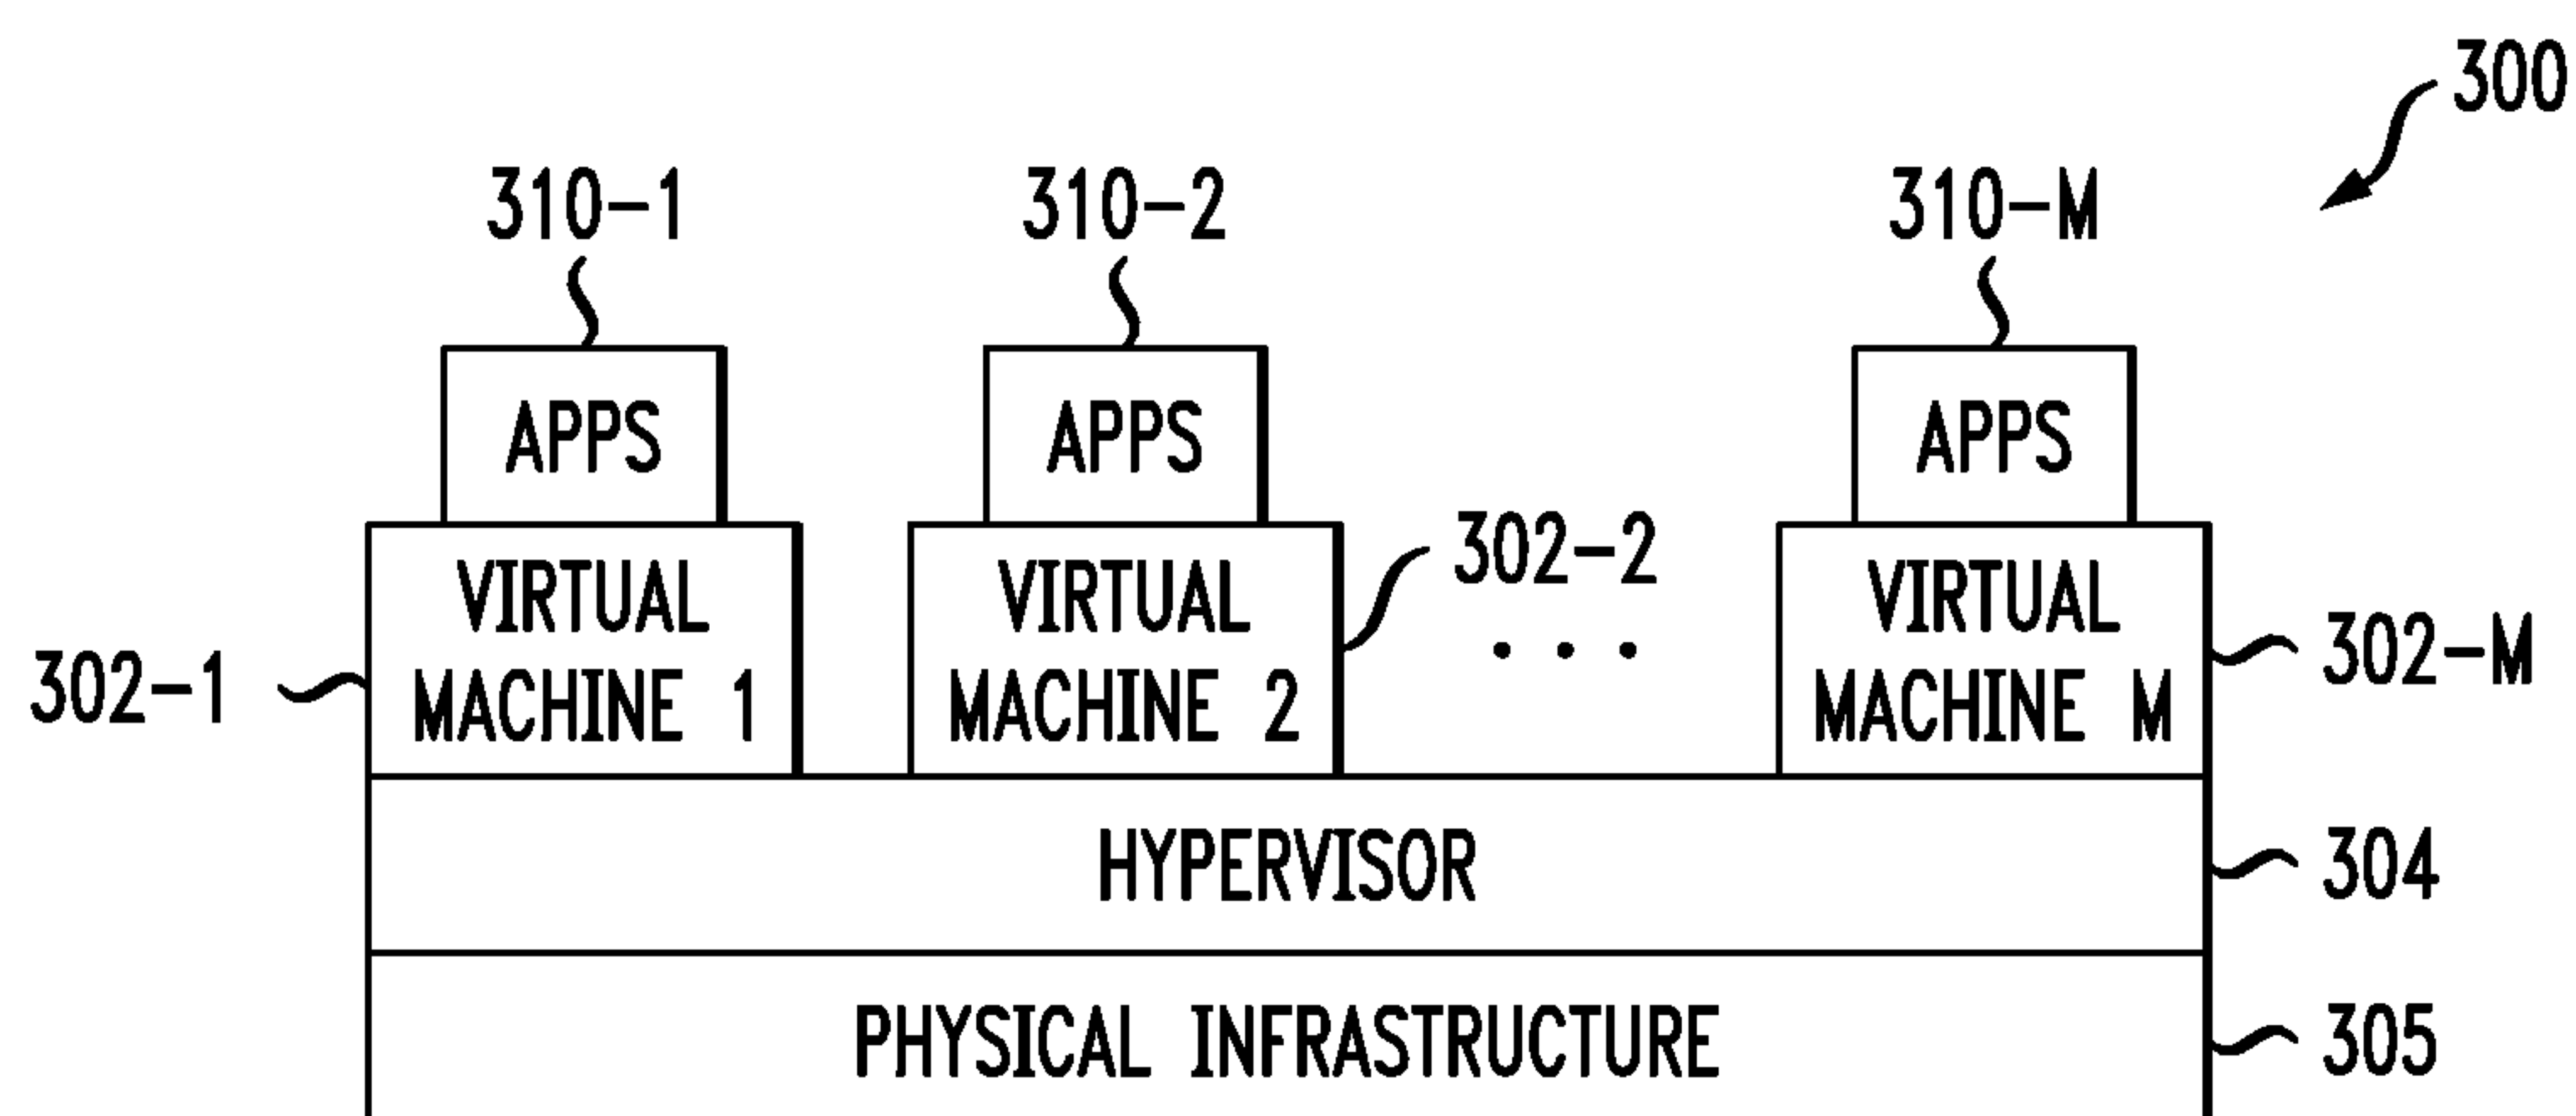 300
310-1 310-2 310-M
APPS APPS APPS
302-2
VIRTUAL VIRTUAL VIRTUAL
302-1 MACHINE 1 MACHINE 2 . . . MACHINE M 302-M
HYPERVISOR 304
PHYSICAL INFRASTRUCTURE 305